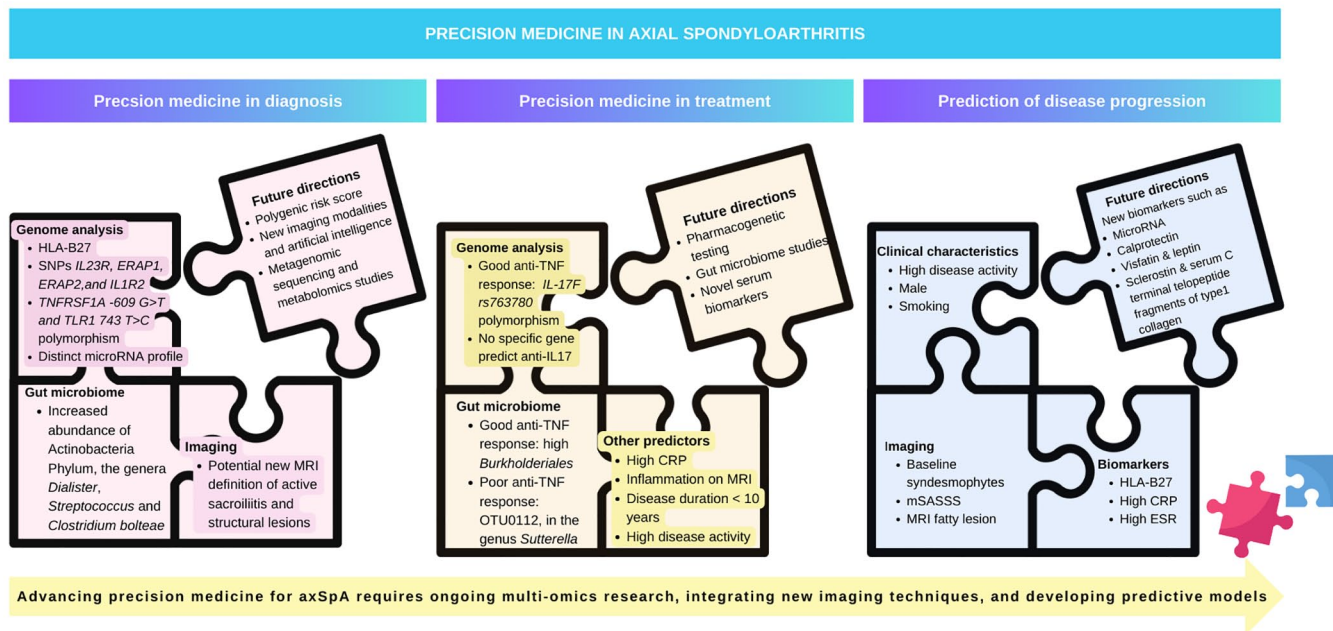 PRECISION MEDICINE IN AXIAL SPONDYLOARTHRITIS
Precsion medicine in diagnosis
Future directions
• Polygenic risk score
• New imaging modalities
and artificial intelligence
• Metagenomic
sequencing and
metabolomics studies
Genome analysis
• HLA-B27
• SNPs IL23R, ERAP1,
ERAP2,and IL1R2
• TNFRSF1A -609 G>T
and TLR1 743 T>C
polymorphism
• Distinct microRNA profile
Gut microbiome
• Increased
abundance of
Actinobacteria
Phylum, the genera
Dialister,
Streptococcus and
Clostridium bolteae
Imaging
• Potential new MRI
definition of active
sacroiliitis and
structural lesions
Precision medicine in treatment
Future directions
• Pharmacogenetic
testing
• Gut microbiome studies
• Novel serum
biomarkers
Genome analysis
• Good anti-TNF
response: IL-17F
rs763780
polymorphism
• No specific gene
predict anti-IL17
Gut microbiome
• Good anti-TNF
response: high
Burkholderiales
• Poor anti-TNF
response:
OTU0112, in the
genus Sutterella
Other predictors
• High CRP
• Inflammation on MRI
• Disease duration < 10
years
• High disease activity
Prediction of disease progression
Future directions
New biomarkers such as
• MicroRNA
• Calprotectin
• Visfatin & leptin
• Sclerostin & serum C
terminal telopeptide
fragments of type1
collagen
Clinical characteristics
• High disease activity
• Male
• Smoking
Imaging
• Baseline
syndesmophytes
• mSASSS
• MRI fatty lesion
Biomarkers
• HLA-B27
• High CRP
• High ESR
Advancing precision medicine for axSpA requires ongoing multi-omics research, integrating new imaging techniques, and developing predictive models